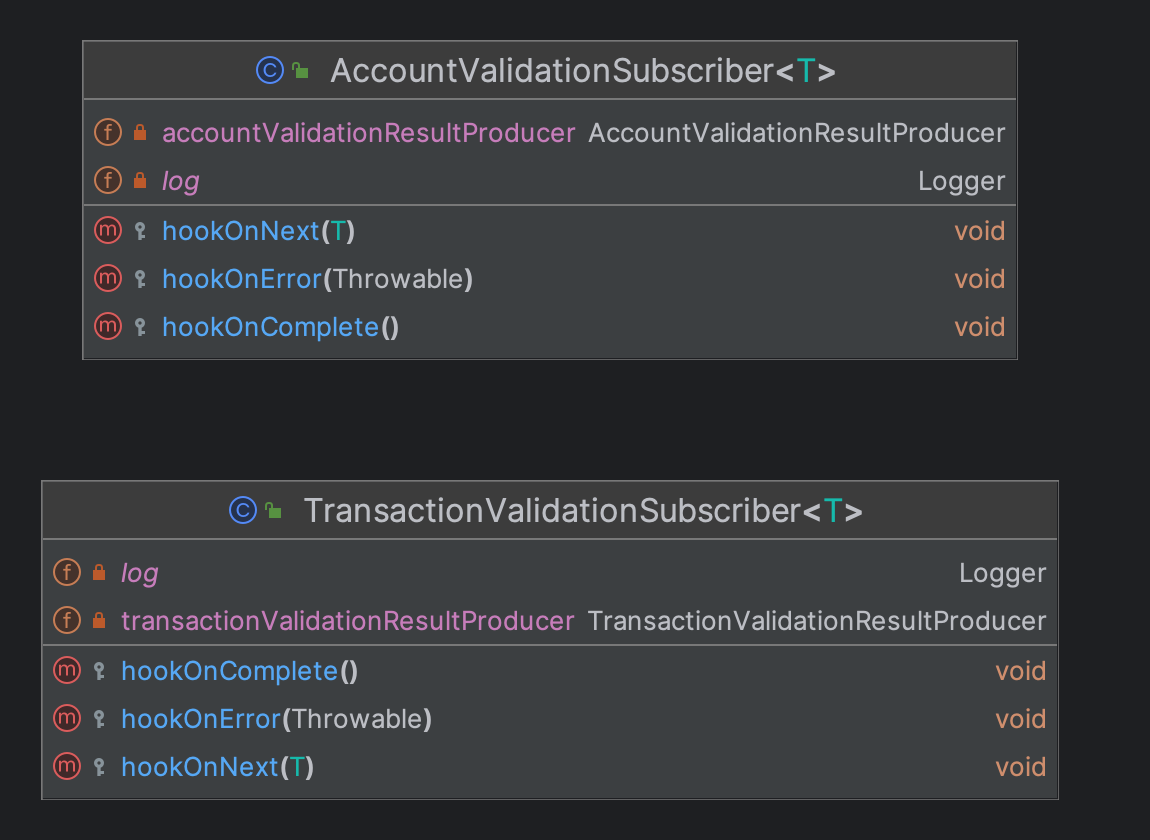 C AccountValidationSubscriber<T>
f accountValidationResultProducer AccountValidationResultProducer
f log Logger
m hookOnNext(T) void
m hookOnError(Throwable) void
m hookOnComplete() void
C TransactionValidationSubscriber<T>
f log Logger
f transactionValidationResultProducer TransactionValidationResultProducer
m hookOnComplete() void
m hookOnError(Throwable) void
m hookOnNext(T) void